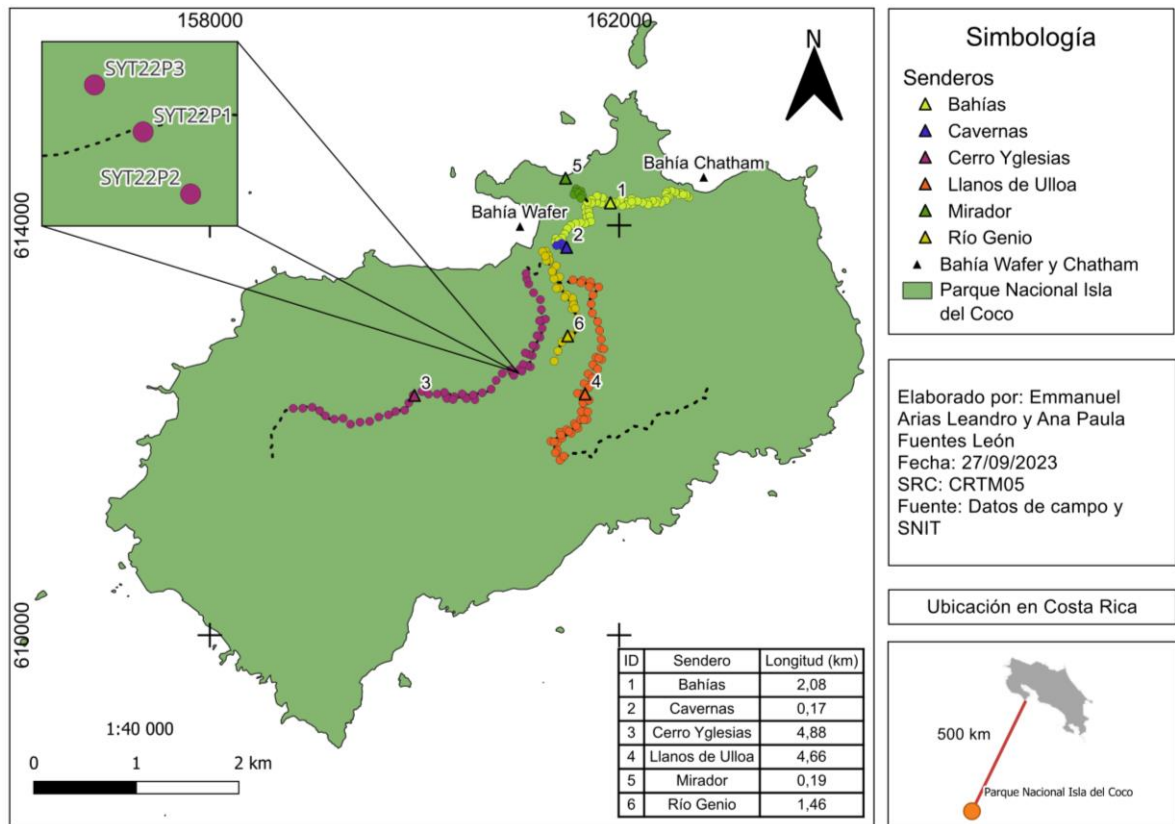 158000
162000
614000
610000
SYT22P3
SYT22P1
SYT22P2
N
5
Bahía Chatham
1
Bahía Wafer
2
6
3
4
1:40 000
0 1 2 km
ID Sendero Longitud (km)
1 Bahías 2,08
2 Cavernas 0,17
3 Cerro Yglesias 4,88
4 Llanos de Ulloa 4,66
5 Mirador 0,19
6 Río Genio 1,46
Simbología
Senderos
Bahías
Cavernas
Cerro Yglesias
Llanos de Ulloa
Mirador
Río Genio
Bahía Wafer y Chatham
Parque Nacional Isla
del Coco
Elaborado por: Emmanuel
Arias Leandro y Ana Paula
Fuentes León
Fecha: 27/09/2023
SRC: CRTM05
Fuente: Datos de campo y
SNIT
Ubicación en Costa Rica
500 km
Parque Nacional Isla del Coco